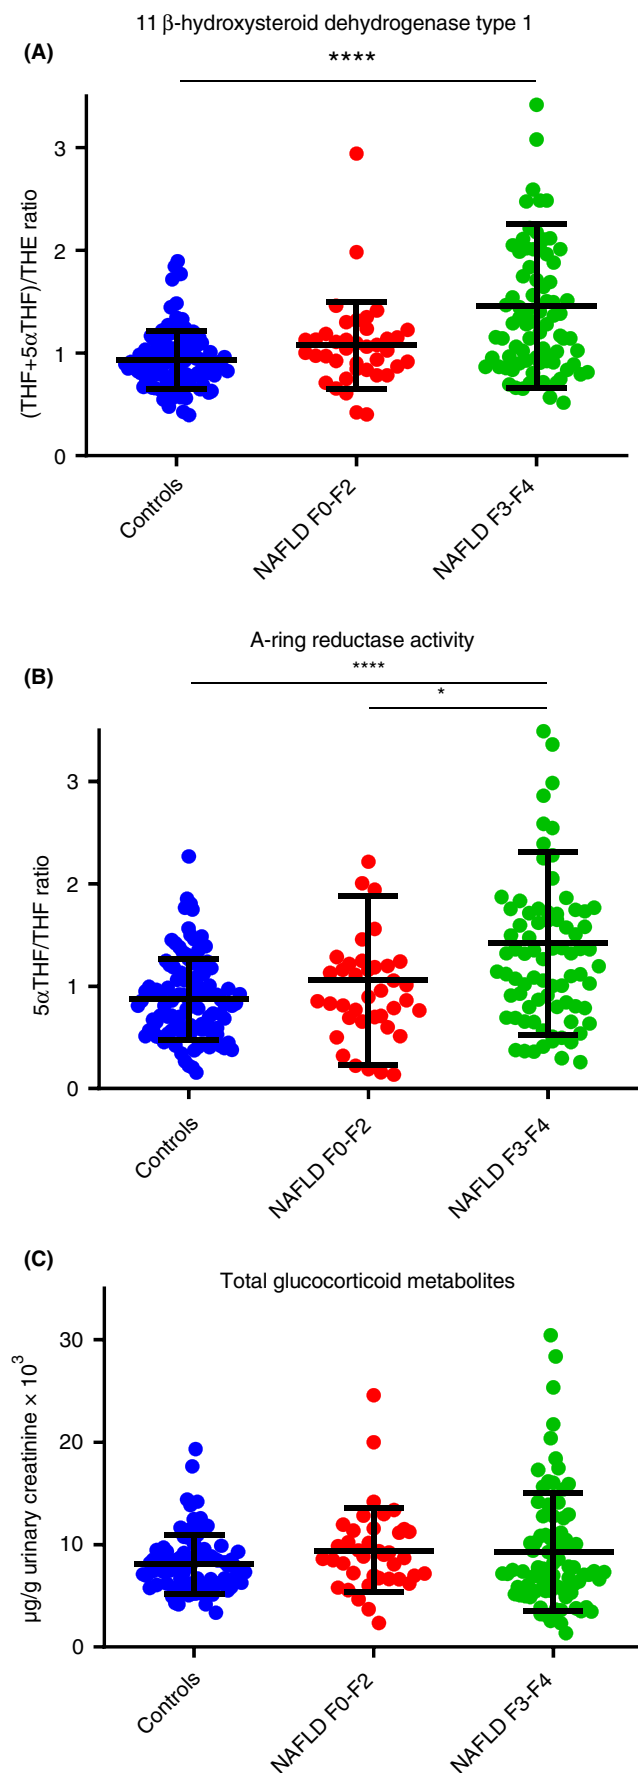 11 β-hydroxysteroid dehydrogenase type 1
(A)
****
(THF+5αTHF)/THE ratio
3
2
1
0
Controls
NAFLD F0-F2
NAFLD F3-F4
A-ring reductase activity
(B)
****
*
5αTHF/THF ratio
3
2
1
0
Controls
NAFLD F0-F2
NAFLD F3-F4
(C)
Total glucocorticoid metabolites
µg/g urinary creatinine × 10³
30
20
10
0
Controls
NAFLD F0-F2
NAFLD F3-F4